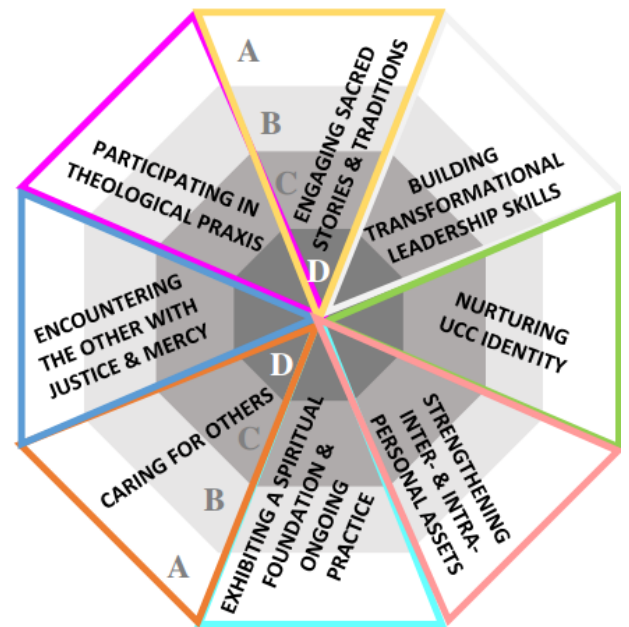 A
B
C
D
ENGAGING SACRED
STORIES & TRADITIONS
BUILDING
TRANSFORMATIONAL
LEADERSHIP SKILLS
NURTURING
UCC IDENTITY
STRENGTHENING
INTER- & INTRA-
PERSONAL ASSETS
EXHIBITING A SPIRITUAL
FOUNDATION &
ONGOING
PRACTICE
D
C
B
A
CARING FOR OTHERS
ENCOUNTERING
THE OTHER WITH
JUSTICE & MERCY
PARTICIPATING IN
THEOLOGICAL PRAXIS